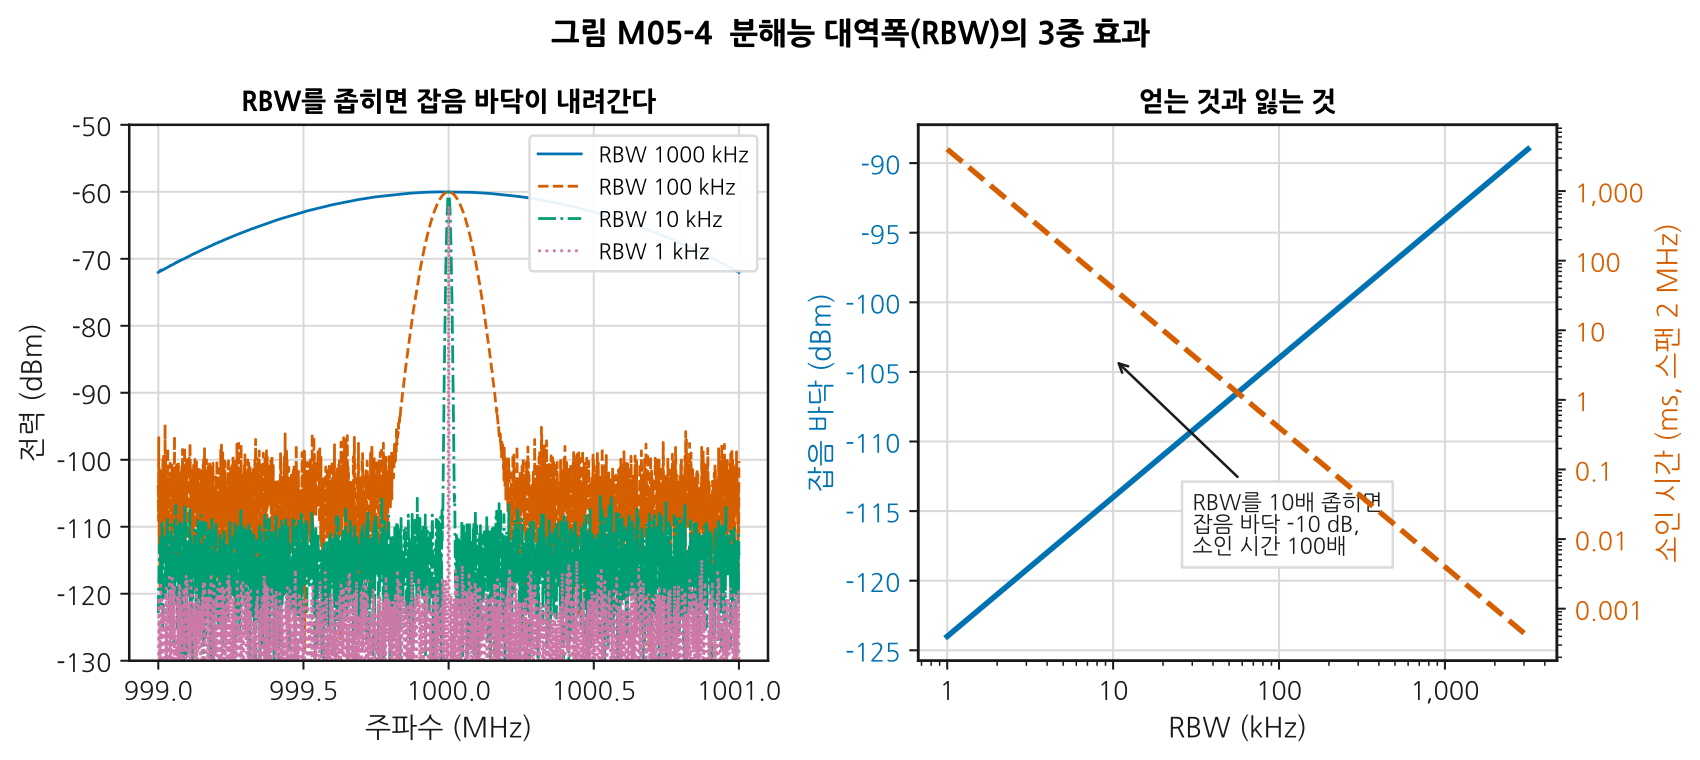 그림 M05-4 분해능 대역폭(RBW)의 3중 효과
RBW를 좁히면 잡음 바닥이 내려간다
-50
-60
-70
-80
-90
-100
-110
-120
-130
전력 (dBm)
RBW 1000 kHz
RBW 100 kHz
RBW 10 kHz
RBW 1 kHz
999.0 999.5 1000.0 1000.5 1001.0
주파수 (MHz)
얻는 것과 잃는 것
-90
-95
-100
-105
-110
-115
-120
-125
잡음 바닥 (dBm)
RBW를 10배 좁히면
잡음 바닥 -10 dB,
소인 시간 100배
1,000
100
10
1
0.1
0.01
0.001
소인 시간 (ms, 스팬 2 MHz)
1 10 100 1,000
RBW (kHz)